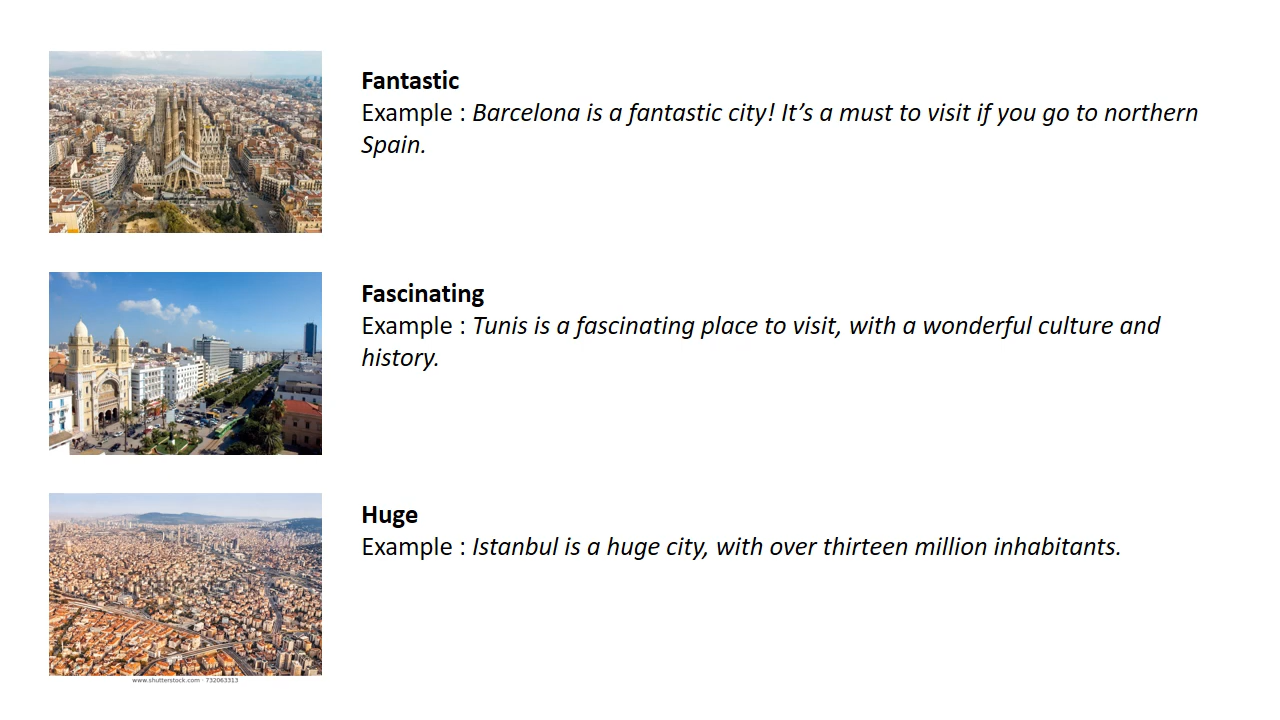 Fantastic
Example : Barcelona is a fantastic city! It’s a must to visit if you go to northern
Spain.
Fascinating
Example : Tunis is a fascinating place to visit, with a wonderful culture and
history.
Huge
Example : Istanbul is a huge city, with over thirteen million inhabitants.
www.shutterstock.com · 732063313